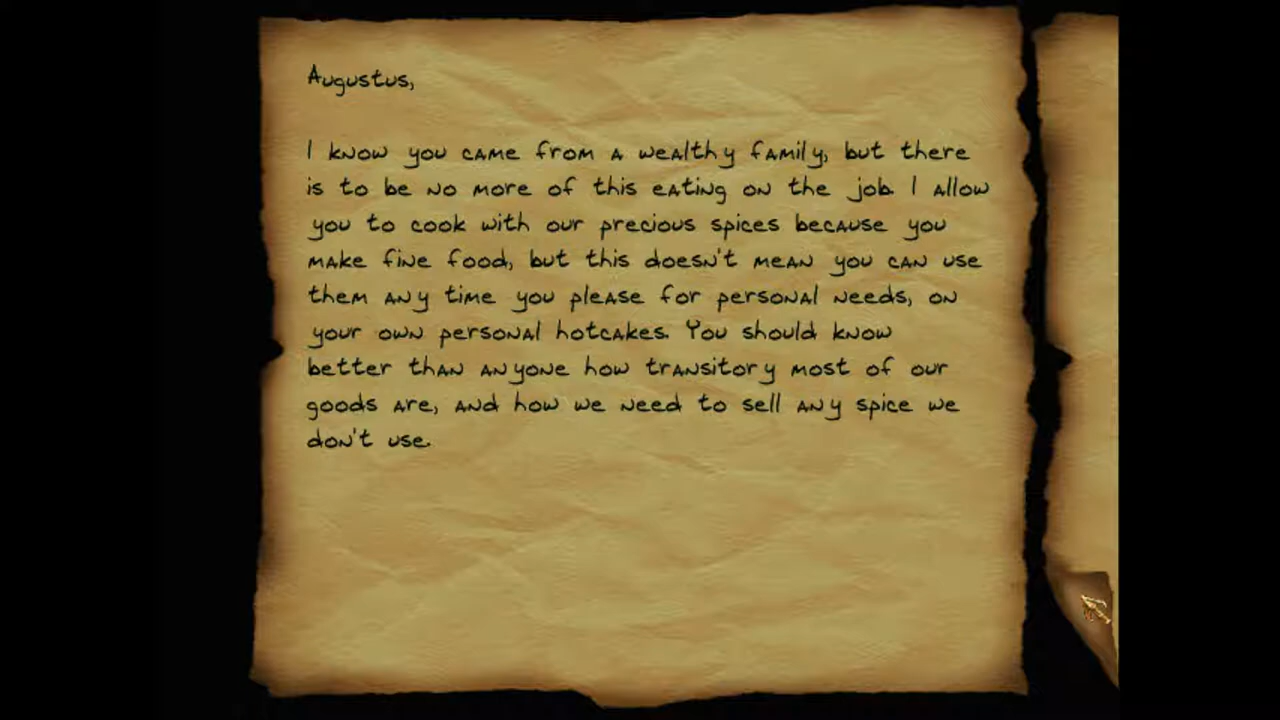 Augustus,
I know you came from a wealthy family, but there
is to be no more of this eating on the job. I allow
you to cook with our precious spices because you
make fine food, but this doesn't mean you can use
them any time you please for personal needs, on
your own personal hotcakes. You should know
better than anyone how transitory most of our
goods are, and how we need to sell any spice we
don't use.